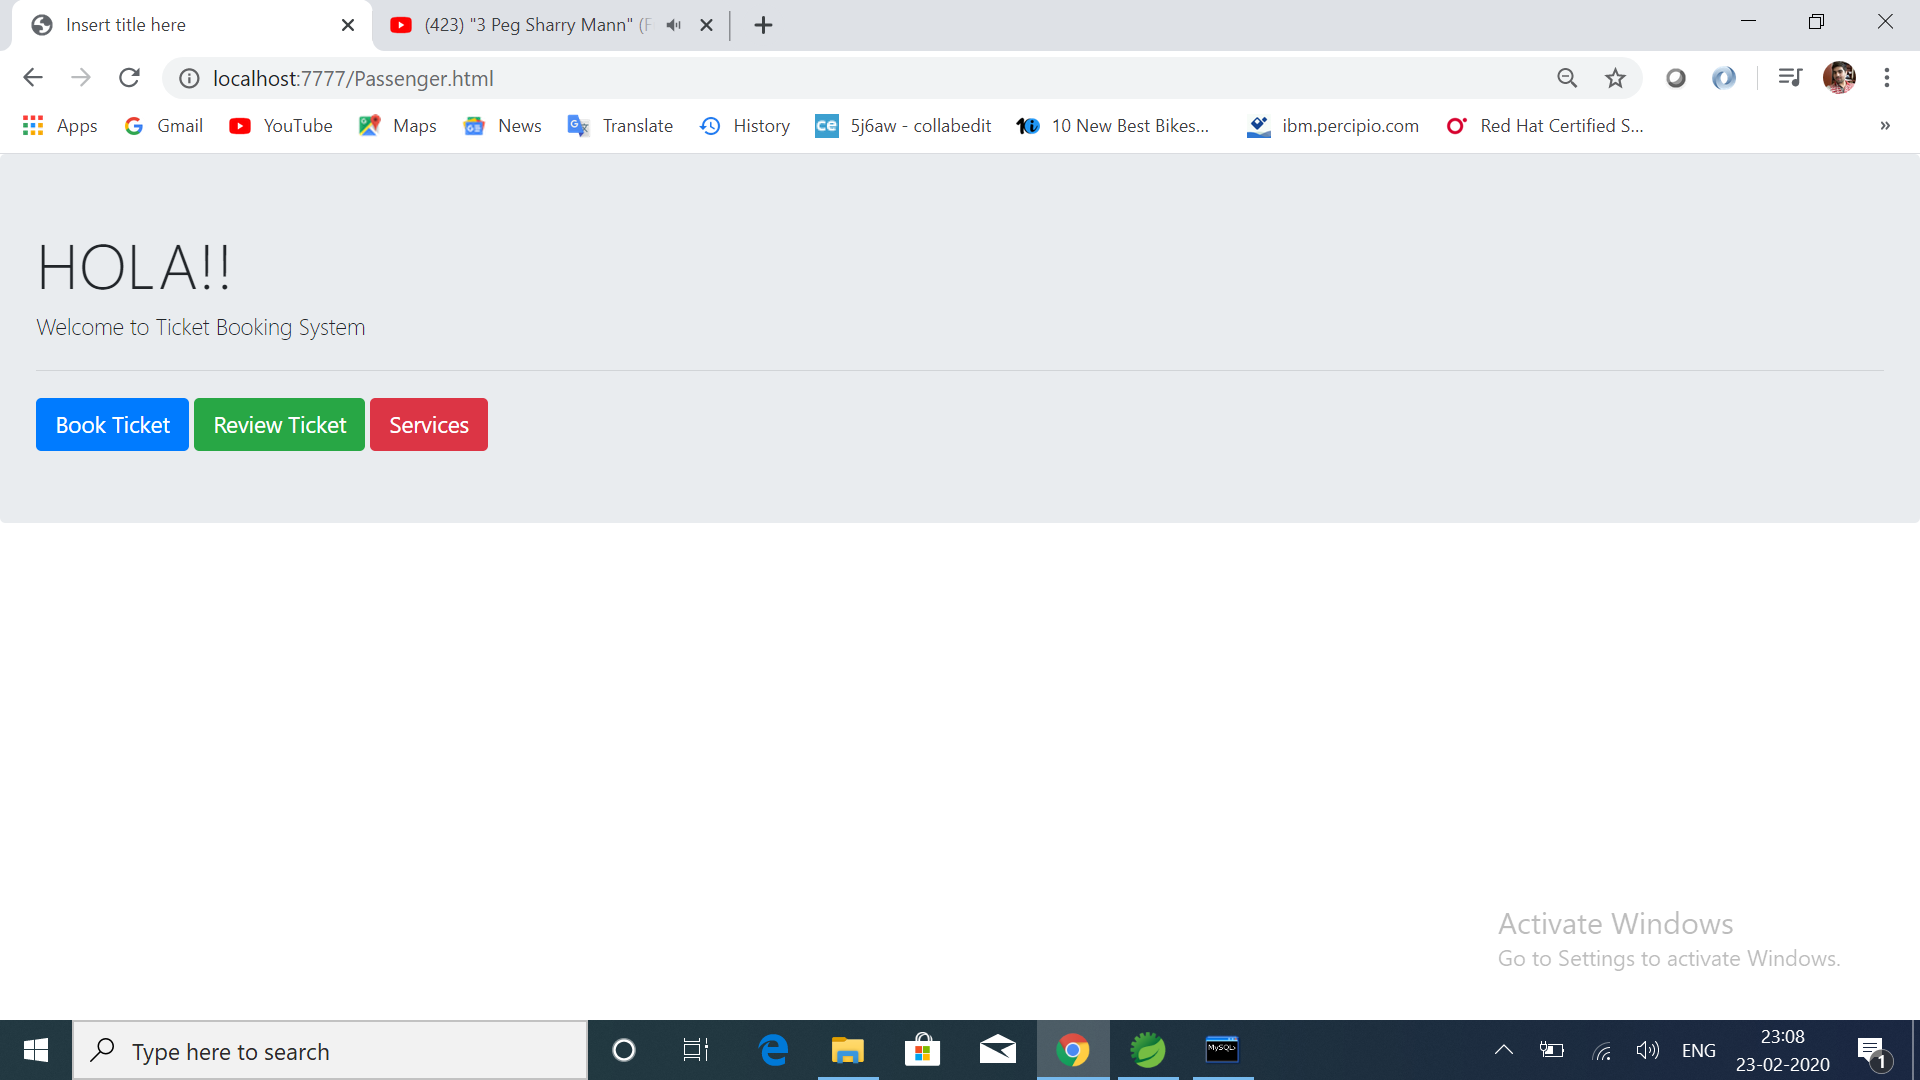 Insert title here
(423) "3 Peg Sharry Mann" (F
localhost:7777/Passenger.html
Apps Gmail YouTube Maps News Translate History 5j6aw - collabedit 10 New Best Bikes... ibm.percipio.com Red Hat Certified S... »
HOLA!!
Welcome to Ticket Booking System
Book Ticket Review Ticket Services
Activate Windows
Go to Settings to activate Windows.
Type here to search
MySQL
ENG
23:08
23-02-2020
1